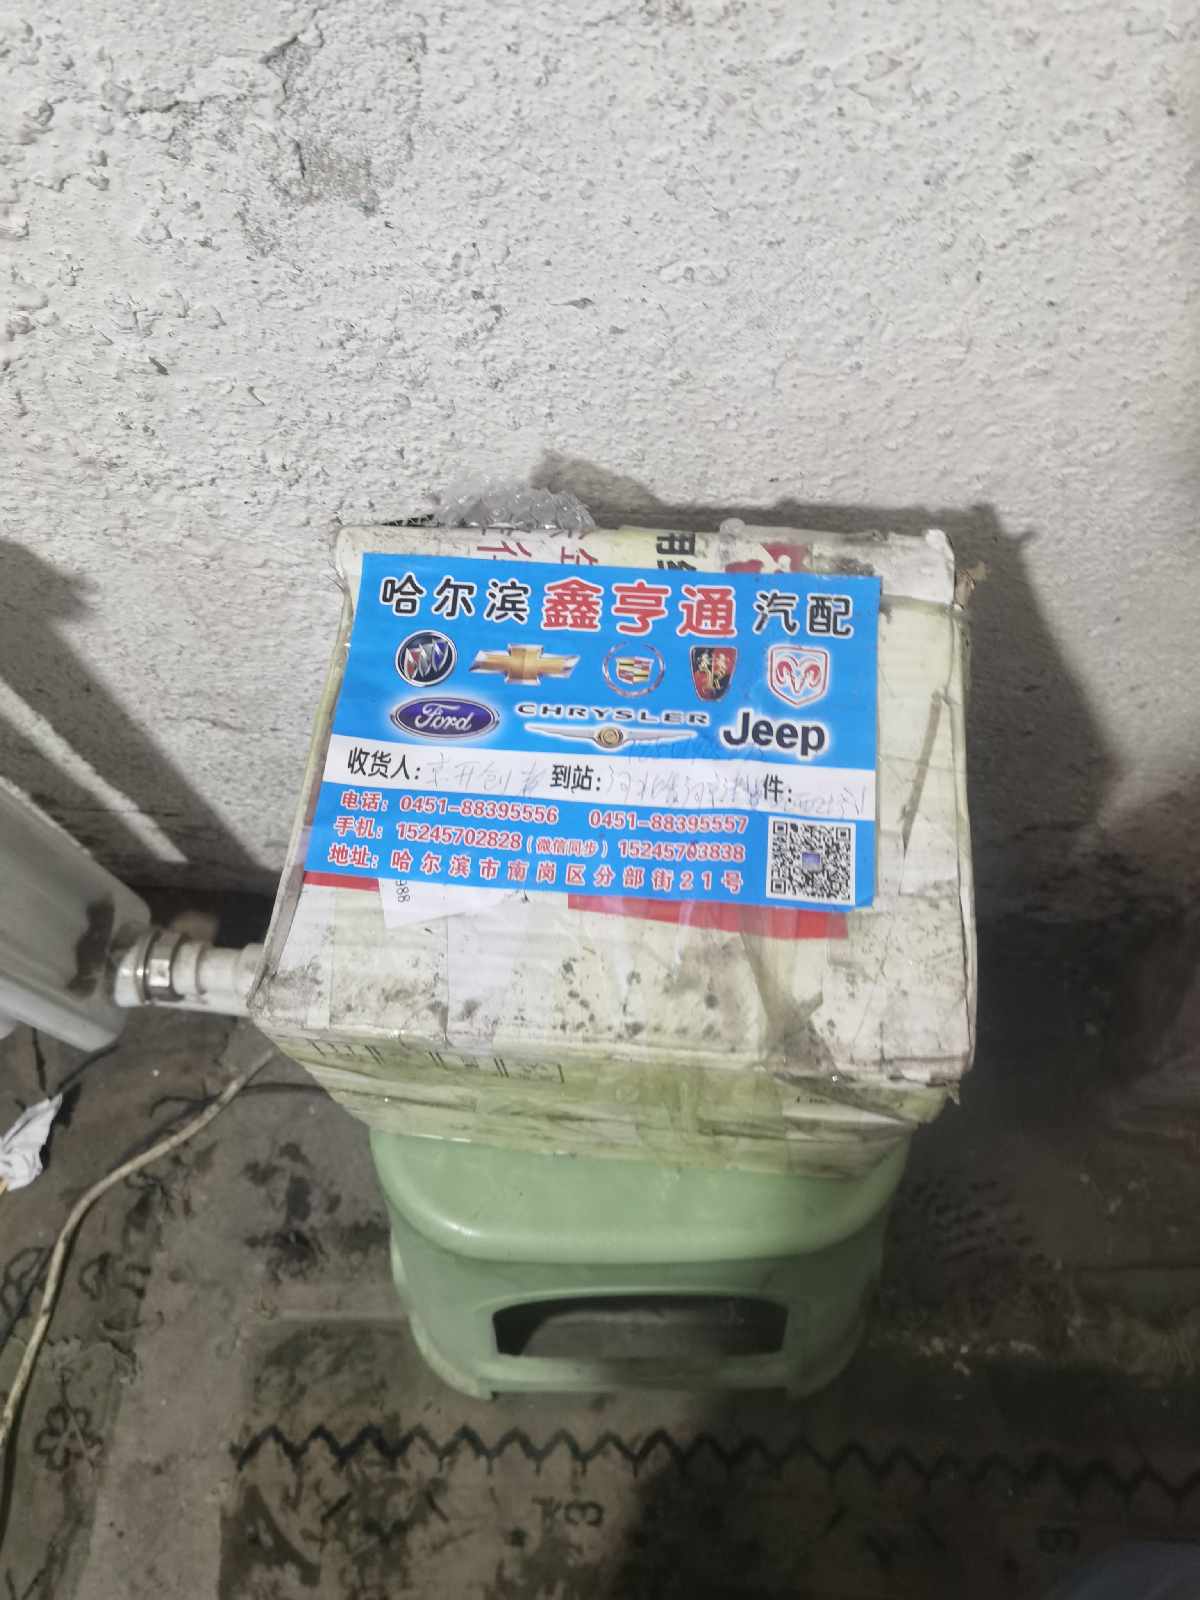 哈尔滨鑫亨通汽配
Ford CHRYSLER Jeep
收货人: 到站: 件:
电话: 0451-88395556 0451-88395557
手机: 15245702828(微信同步) 15245703838
地址: 哈尔滨市南岗区分部街21号
988